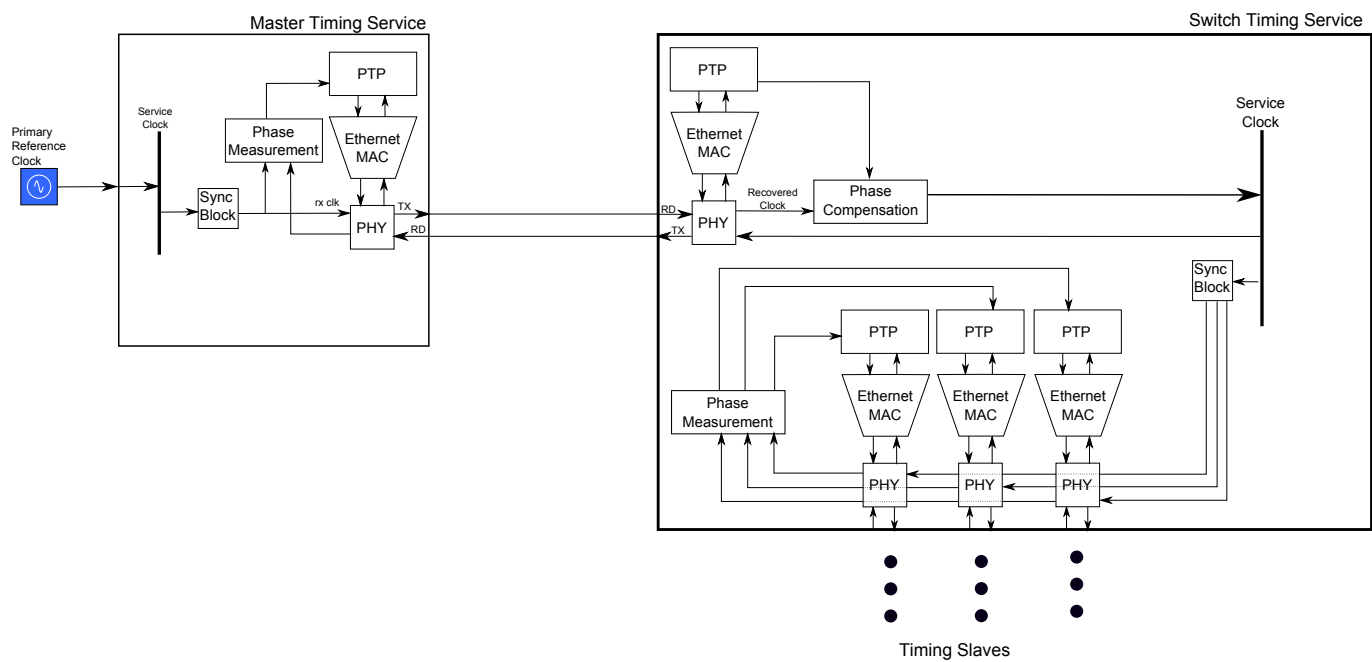 Master Timing Service
Switch Timing Service
PTP
Service
Clock
Phase
Measurement
Ethernet
MAC
Primary
Reference
Clock
Sync
Block
rx clk
PHY
TX
RD
PTP
Ethernet
MAC
RD
TX
PHY
Recovered
Clock
Phase
Compensation
Service
Clock
Sync
Block
PTP
PTP
PTP
Phase
Measurement
Ethernet
MAC
Ethernet
MAC
Ethernet
MAC
PHY
PHY
PHY
Timing Slaves